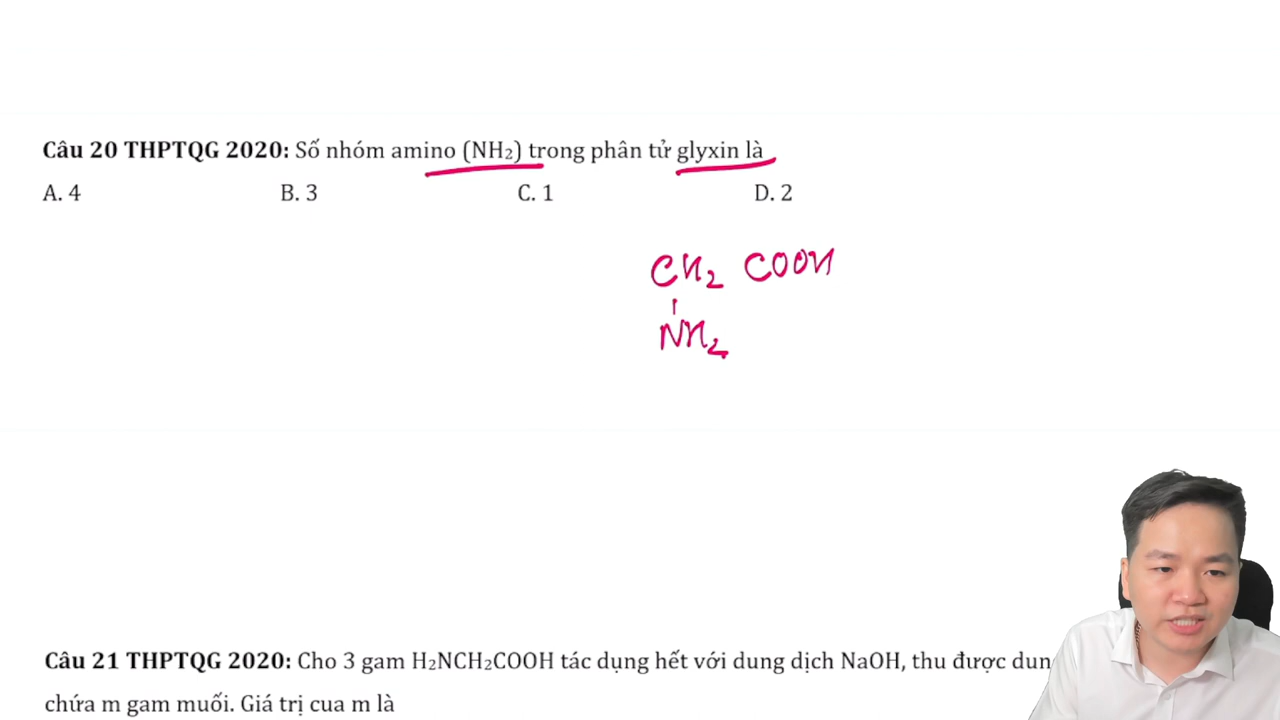 Câu 20 THPTQG 2020: Số nhóm amino (NH₂) trong phân tử glyxin là
A. 4 B. 3 C. 1 D. 2
CH₂ COOH
NH₂
Câu 21 THPTQG 2020: Cho 3 gam H₂NCH₂COOH tác dụng hết với dung dịch NaOH, thu được
chứa m gam muối. Giá trị cua m là